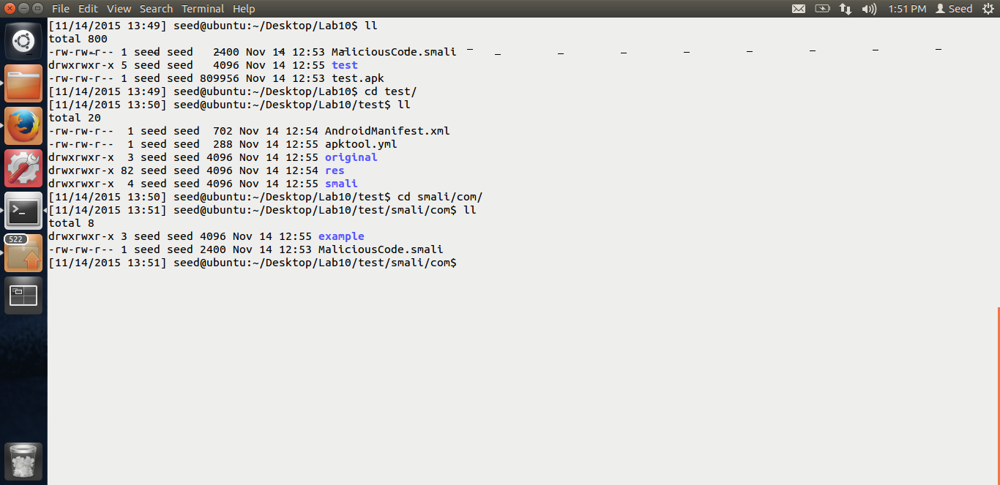 File Edit View Search Terminal Help 1:51 PM Seed
[11/14/2015 13:49] seed@ubuntu:~/Desktop/Lab10$ ll
total 800
-rw-rw-r-- 1 seed seed   2400 Nov 14 12:53 MaliciousCode.smali
drwxrwxr-x 5 seed seed   4096 Nov 14 12:55 test
-rw-rw-r-- 1 seed seed 809956 Nov 14 12:53 test.apk
[11/14/2015 13:49] seed@ubuntu:~/Desktop/Lab10$ cd test/
[11/14/2015 13:50] seed@ubuntu:~/Desktop/Lab10/test$ ll
total 20
-rw-rw-r--  1 seed seed  702 Nov 14 12:54 AndroidManifest.xml
-rw-rw-r--  1 seed seed  288 Nov 14 12:55 apktool.yml
drwxrwxr-x  3 seed seed 4096 Nov 14 12:55 original
drwxrwxr-x 82 seed seed 4096 Nov 14 12:54 res
drwxrwxr-x  4 seed seed 4096 Nov 14 12:55 smali
[11/14/2015 13:50] seed@ubuntu:~/Desktop/Lab10/test$ cd smali/com/
[11/14/2015 13:51] seed@ubuntu:~/Desktop/Lab10/test/smali/com$ ll
total 8
drwxrwxr-x 3 seed seed 4096 Nov 14 12:55 example
-rw-rw-r-- 1 seed seed 2400 Nov 14 12:53 MaliciousCode.smali
[11/14/2015 13:51] seed@ubuntu:~/Desktop/Lab10/test/smali/com$
522